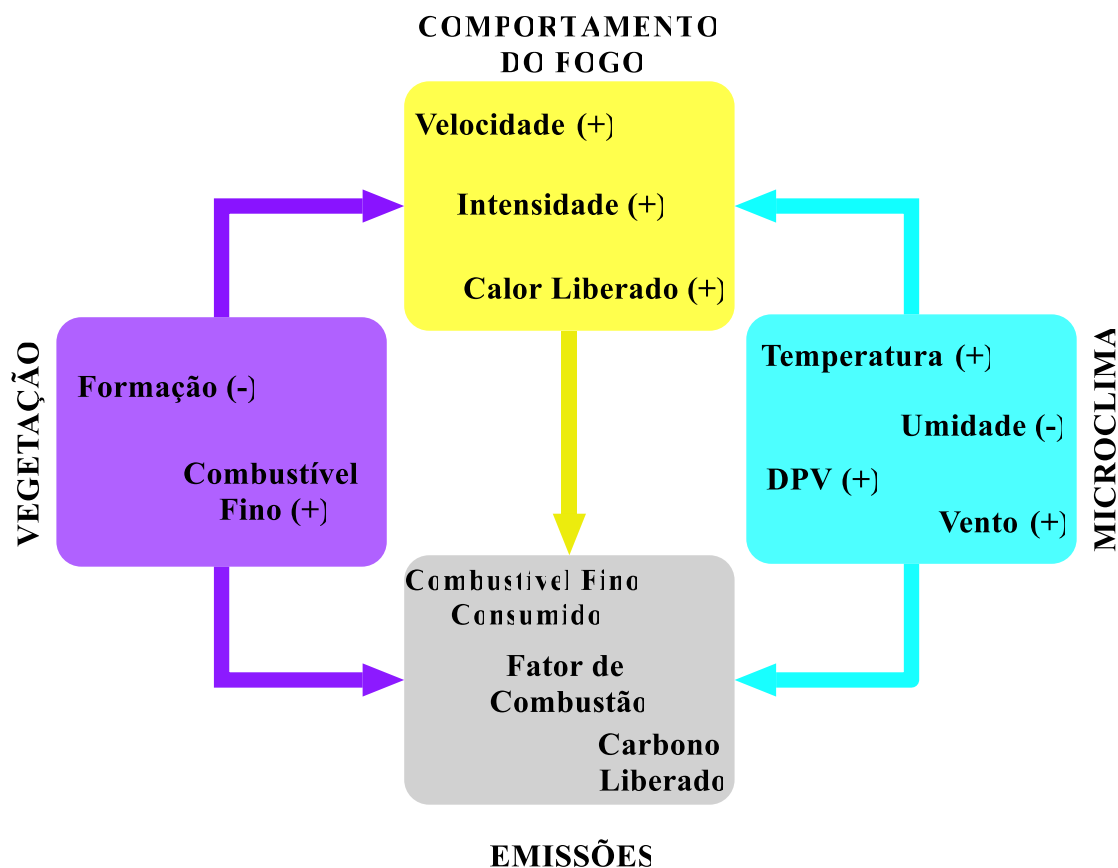 COMPORTAMENTO
DO FOGO
Velocidade (+)
Intensidade (+)
Calor Liberado (+)
VEGETAÇÃO
Formação (-)
Combustível
Fino (+)
Temperatura (+)
Umidade (-)
DPV (+)
Vento (+)
MICROCLIMA
Combustível Fino
Consumido
Fator de
Combustão
Carbono
Liberado
EMISSÕES